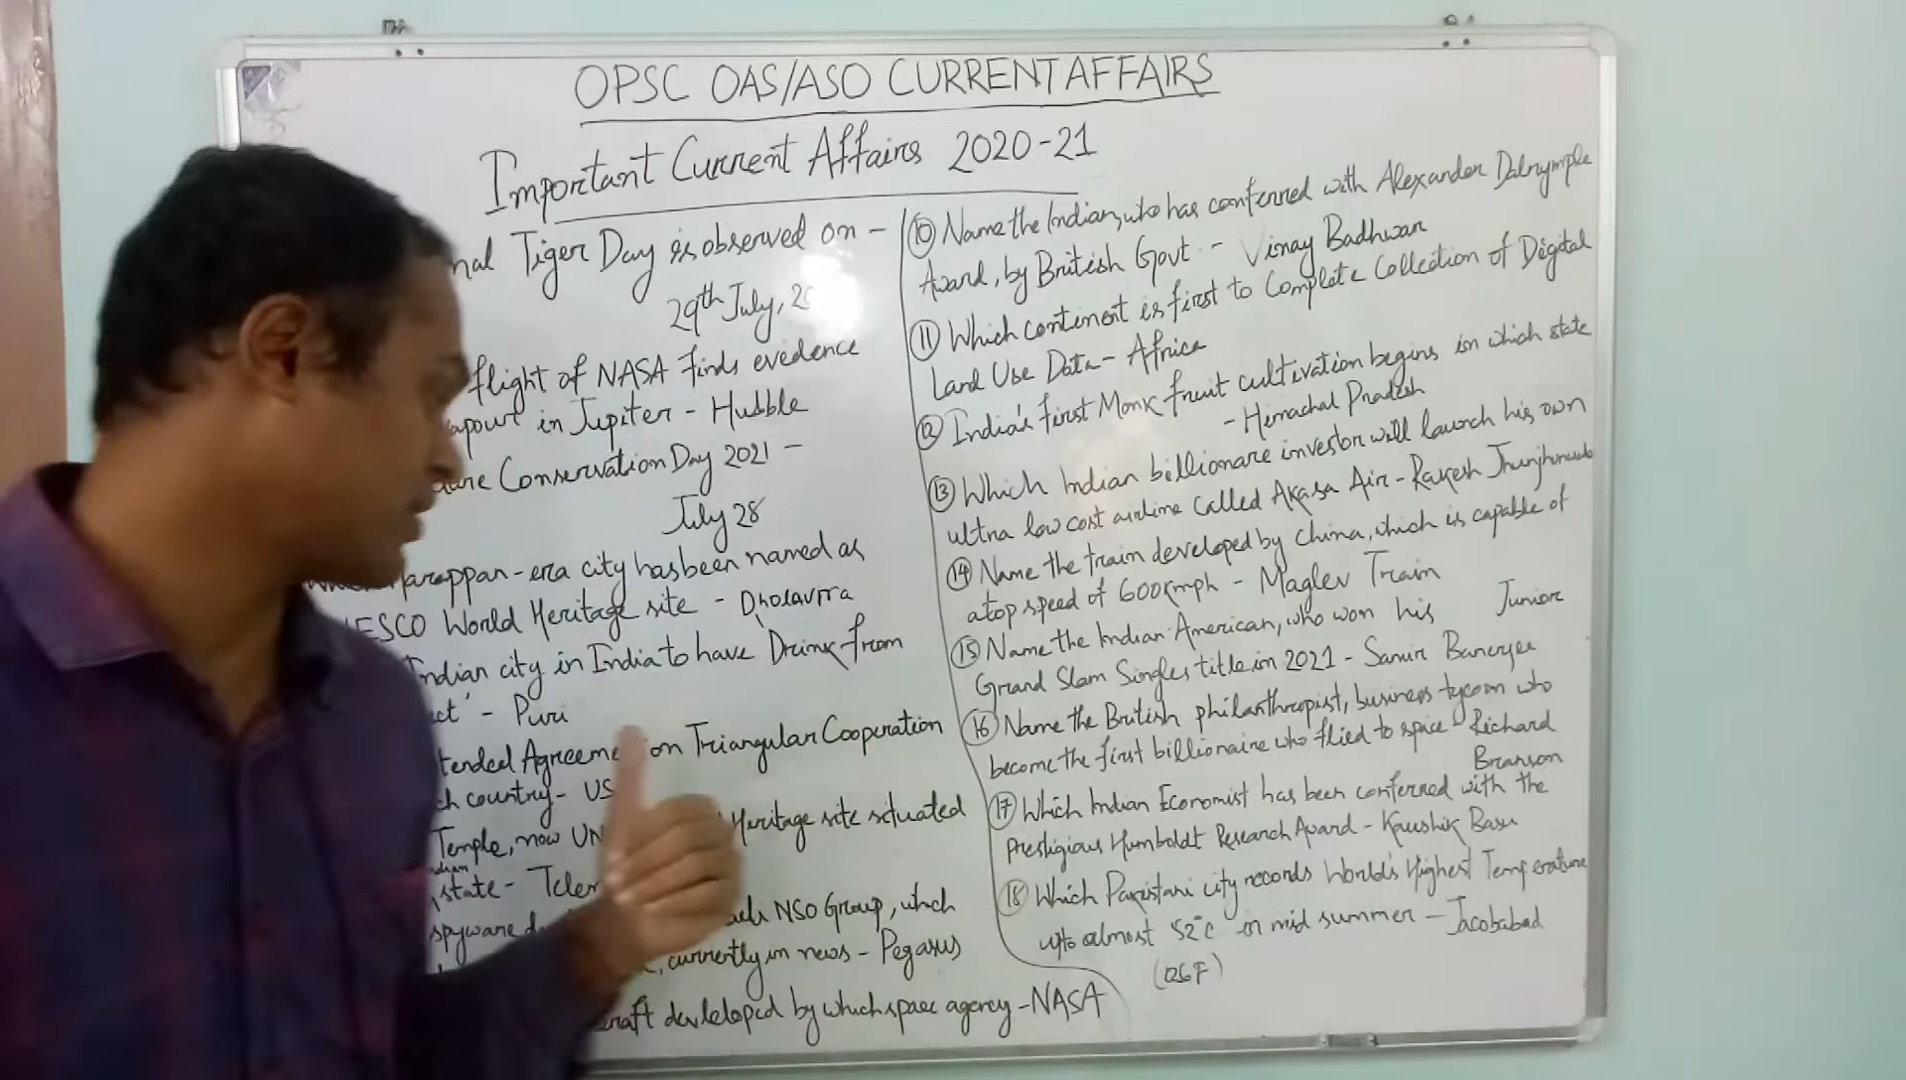 OPSC OAS/ASO CURRENT AFFAIRS
Important Current Affairs 2020-21
nal Tiger Day is observed on -
29th July, 20
flight of NASA finds evidence
apour in Jupiter - Hubble
ture Conservation Day 2021 -
July 28
Harappan-era city has been named as
ESCO World Heritage site - Dholavira
Indian city in India to have 'Drink from
- Puri
tended Agreeme on Triangular Cooperation
ch country - US
Temple, now UN Heritage site situated
ndian
state - Telen
spyware d aeli NSO Group, which
, currently in news - Pegasus
craft devleloped by which space agency - NASA
10 Name the Indian, who has conferred with Alexander Dalrymple
Award, by British Govt - Vinay Badhwar
11 Which continent is first to Complete Collection of Digital
Land Use Data - Africa
12 India's first Monk fruit cultivation begins in which state
- Himachal Pradesh
13 Which Indian billionare investor will launch his own
ultra low cost airline called Akasa Air - Rakesh Jhunjhunwala
14 Name the train developed by China, which is capable of
atop speed of 600kmph - Maglev Train
15 Name the Indian-American, who won his Junior
Grand Slam Singles title in 2021 - Samir Banerjee
16 Name the British philanthropist, business tycoon who
become the first billionaire who flied to space - Richard
Branson
17 Which Indian Economist has been conferred with the
Prestigious Humboldt Research Award - Kaushik Basu
18 Which Pakistani city records World's Highest Temperature
upto almost 52°C in mid summer - Jacobabad
(126F)